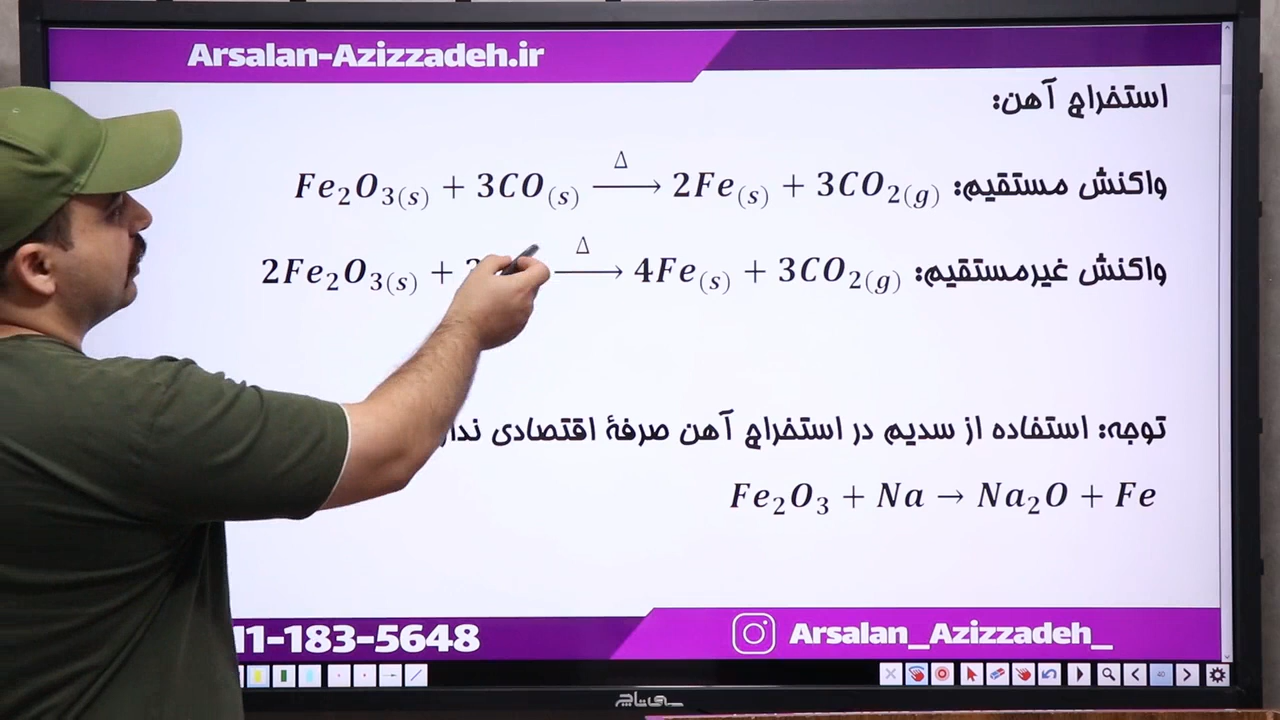 Arsalan-Azizzadeh.ir
استخراج آهن:
واکنش مستقیم: Fe₂O₃(s) + 3CO(s) —Δ→ 2Fe(s) + 3CO₂(g)
واکنش غیرمستقیم: 2Fe₂O₃(s) + —Δ→ 4Fe(s) + 3CO₂(g)
توجه: استفاده از سدیم در استخراج آهن صرفهٔ اقتصادی
Fe₂O₃ + Na → Na₂O + Fe
11-183-5648
Arsalan_Azizzadeh_
40